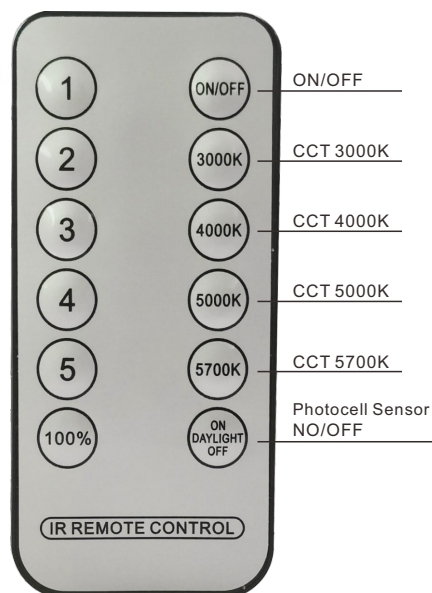 1
ON/OFF
ON/OFF
2
3000K
CCT 3000K
3
4000K
CCT 4000K
4
5000K
CCT 5000K
5
5700K
CCT 5700K
100%
ON
DAYLIGHT
OFF
Photocell Sensor
NO/OFF
IR REMOTE CONTROL